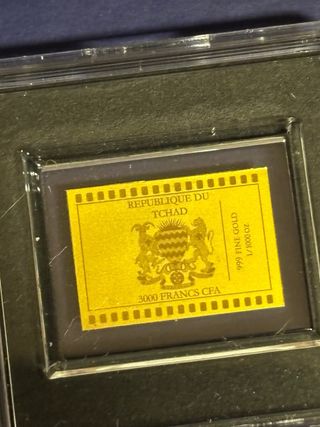 REPUBLIQUE DU
TCHAD
3000 FRANCS CFA
999 FINE GOLD
1/1000 OZ